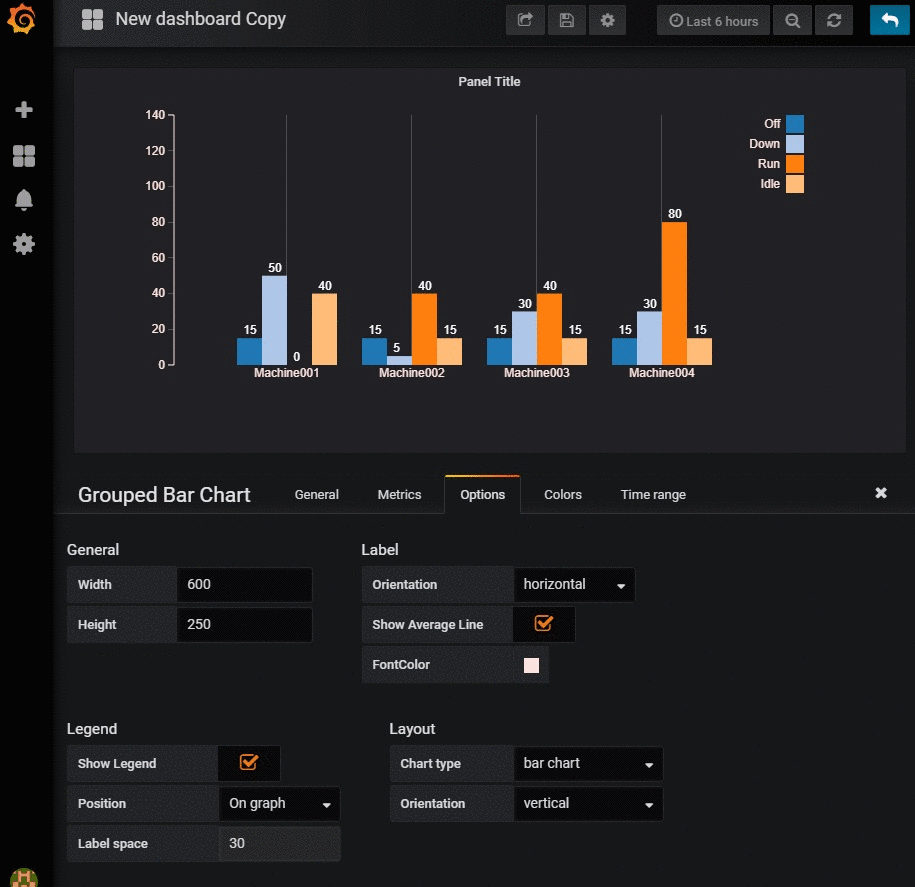 New dashboard Copy
Last 6 hours
Panel Title
140
120
100
80
60
40
20
0
Off
Down
Run
Idle
15 50 0 40
15 5 40 15
15 30 40 15
15 30 80 15
Machine001 Machine002 Machine003 Machine004
Grouped Bar Chart General Metrics Options Colors Time range
General
Width 600
Height 250
Label
Orientation horizontal
Show Average Line
FontColor
Legend
Show Legend
Position On graph
Label space 30
Layout
Chart type bar chart
Orientation vertical